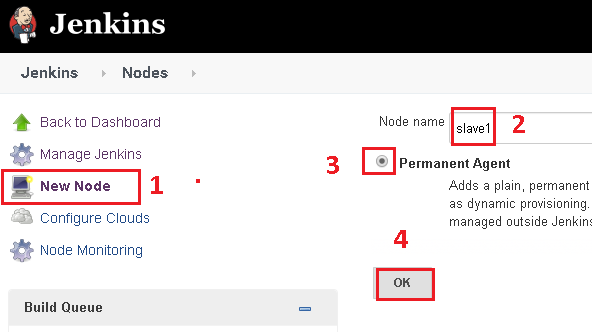 Jenkins
Jenkins Nodes
Back to Dashboard
Manage Jenkins
New Node 1
Configure Clouds
Node Monitoring
Build Queue
Node name slave1 2
3 Permanent Agent
Adds a plain, permanent
as dynamic provisioning.
managed outside Jenkins
4
OK